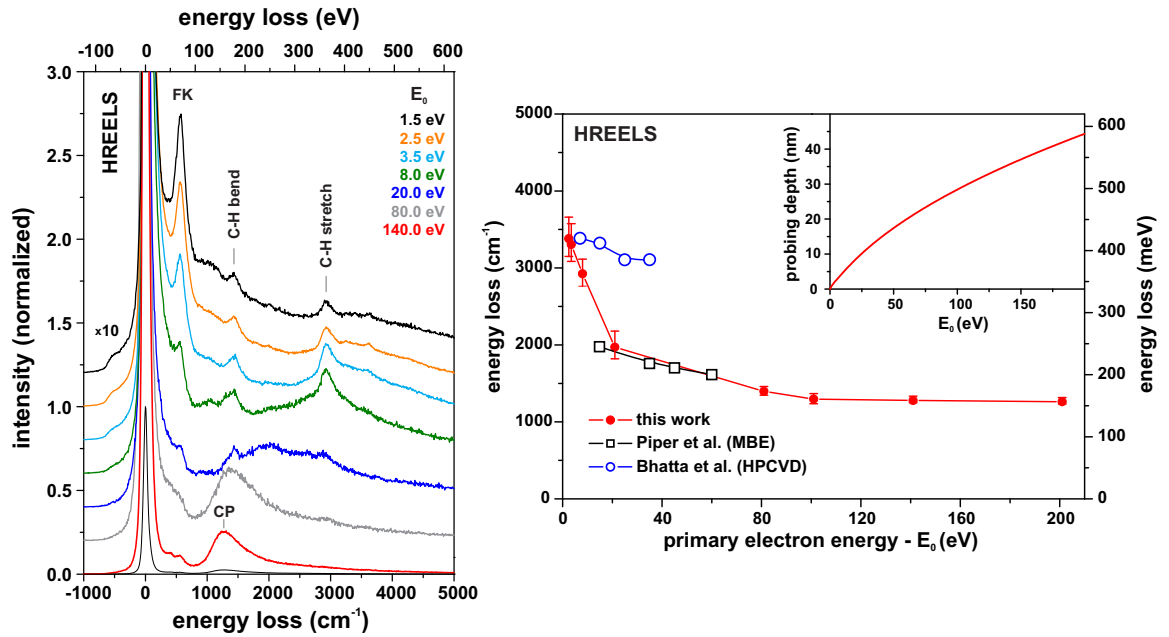 energy loss (eV)
-100 0 100 200 300 400 500 600
3.0
2.5
2.0
1.5
1.0
0.5
0.0
intensity (normalized)
HREELS
FK
E0
1.5 eV
2.5 eV
3.5 eV
8.0 eV
20.0 eV
80.0 eV
140.0 eV
C-H bend
C-H stretch
x10
CP
-1000 0 1000 2000 3000 4000 5000
energy loss (cm-1)
HREELS
5000
4000
3000
2000
1000
0
energy loss (cm-1)
600
500
400
300
200
100
0
energy loss (meV)
40
30
20
10
0
probing depth (nm)
0 50 100 150
E0 (eV)
this work
Piper et al. (MBE)
Bhatta et al. (HPCVD)
0 40 80 120 160 200
primary electron energy - E0 (eV)